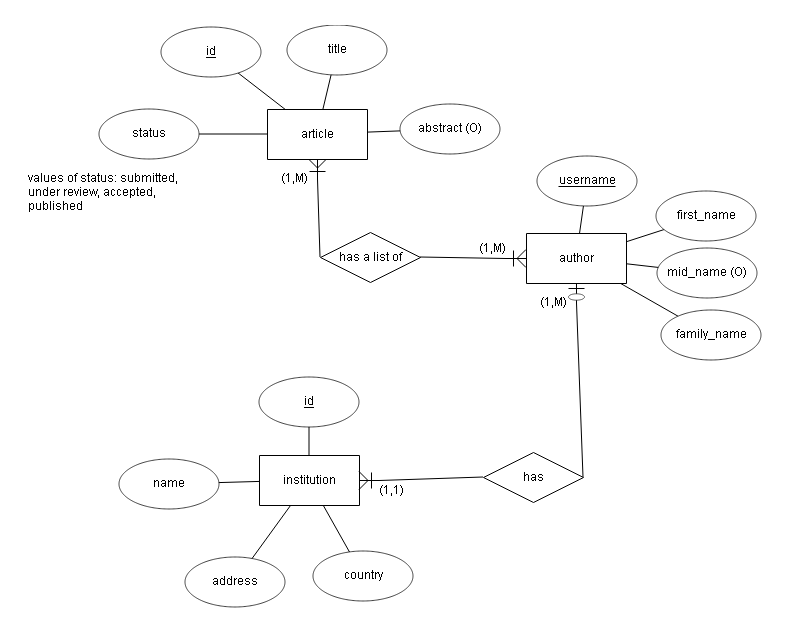 id
title
status
article
abstract (O)
values of status: submitted,
under review, accepted,
published
(1,M)
username
first_name
has a list of
(1,M)
author
mid_name (O)
(1,M)
family_name
id
name
institution
(1,1)
has
address
country